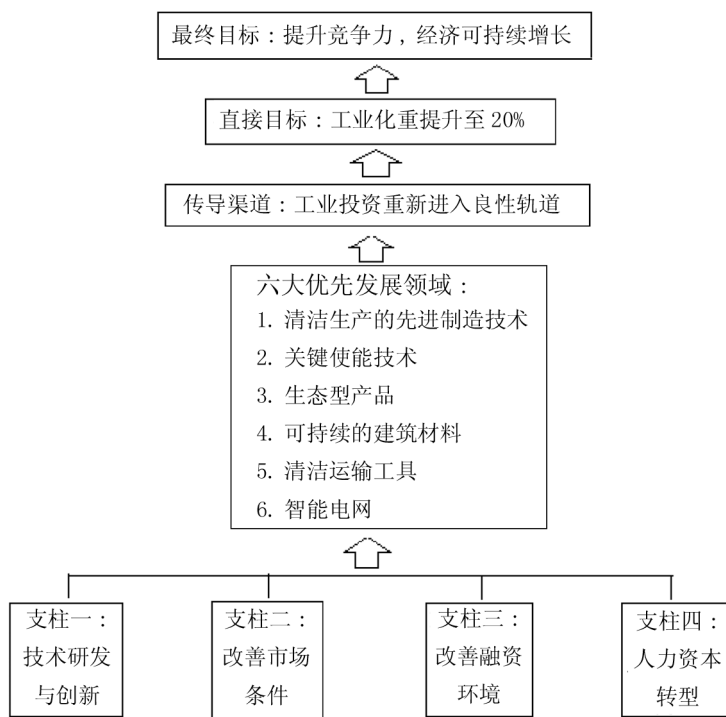 最终目标：提升竞争力，经济可持续增长
直接目标：工业化重提升至 20%
传导渠道：工业投资重新进入良性轨道
六大优先发展领域：
1. 清洁生产的先进制造技术
2. 关键使能技术
3. 生态型产品
4. 可持续的建筑材料
5. 清洁运输工具
6. 智能电网
支柱一：
技术研发
与创新
支柱二：
改善市场
条件
支柱三：
改善融资
环境
支柱四：
人力资本
转型